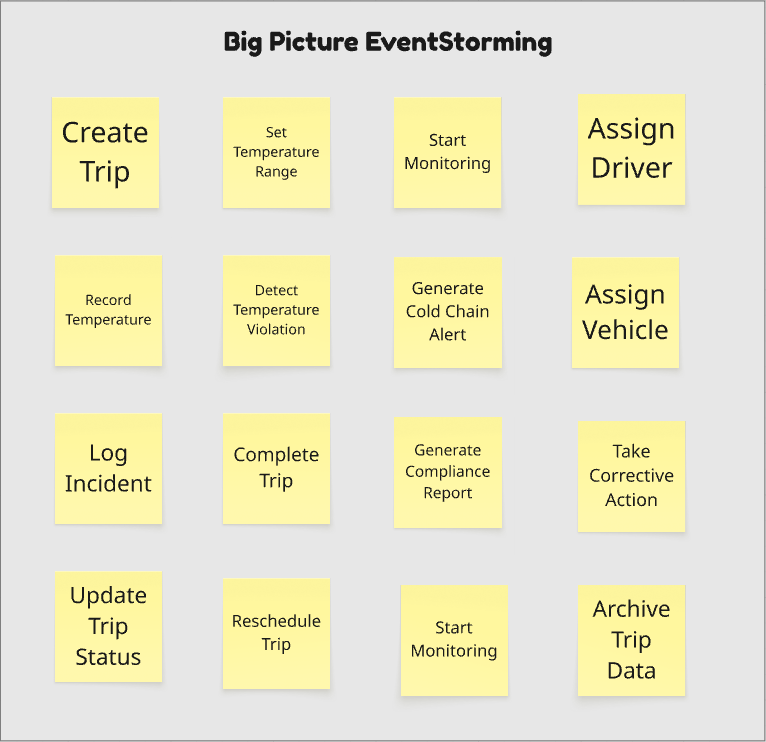 Big Picture EventStorming
Create
Trip
Set
Temperature
Range
Start
Monitoring
Assign
Driver
Record
Temperature
Detect
Temperature
Violation
Generate
Cold Chain
Alert
Assign
Vehicle
Log
Incident
Complete
Trip
Generate
Compliance
Report
Take
Corrective
Action
Update
Trip
Status
Reschedule
Trip
Start
Monitoring
Archive
Trip
Data